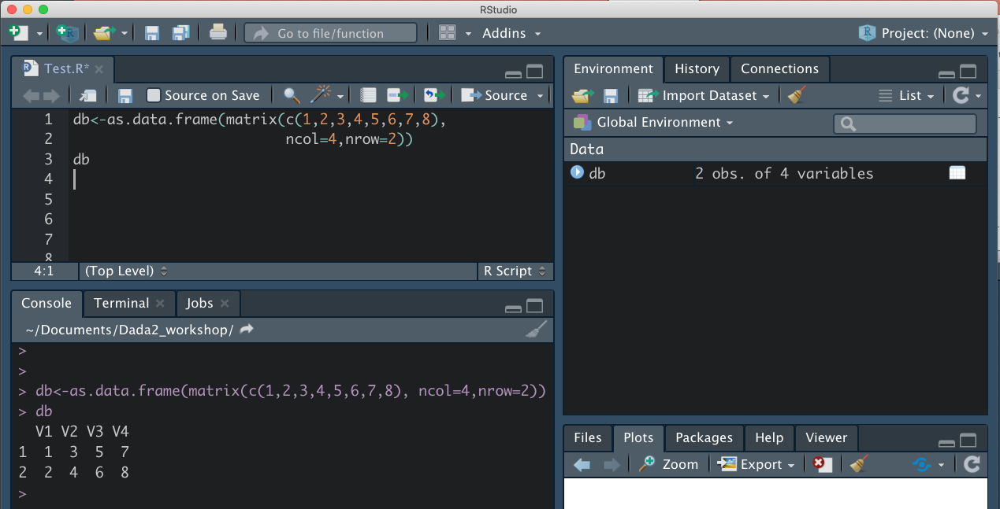 RStudio
Go to file/function
Addins
Project: (None)
Test.R*
Source on Save
Source
1 db<-as.data.frame(matrix(c(1,2,3,4,5,6,7,8),
2 ncol=4,nrow=2))
3 db
4
5
6
7
8
4:1 (Top Level) R Script
Console Terminal Jobs
~/Documents/Dada2_workshop/
>
>
> db<-as.data.frame(matrix(c(1,2,3,4,5,6,7,8), ncol=4,nrow=2))
> db
V1 V2 V3 V4
1 1 3 5 7
2 2 4 6 8
>
Environment History Connections
Import Dataset List
Global Environment
Data
db 2 obs. of 4 variables
Files Plots Packages Help Viewer
Zoom Export